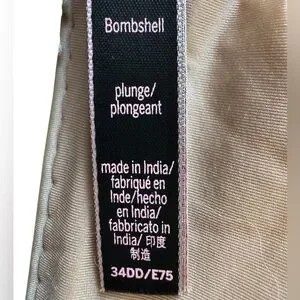 Bombshell
plunge/
plongeant
made in India/
fabriqué en
Inde/hecho
en India/
fabbricato in
India/ 印度
制造
34DD/E75